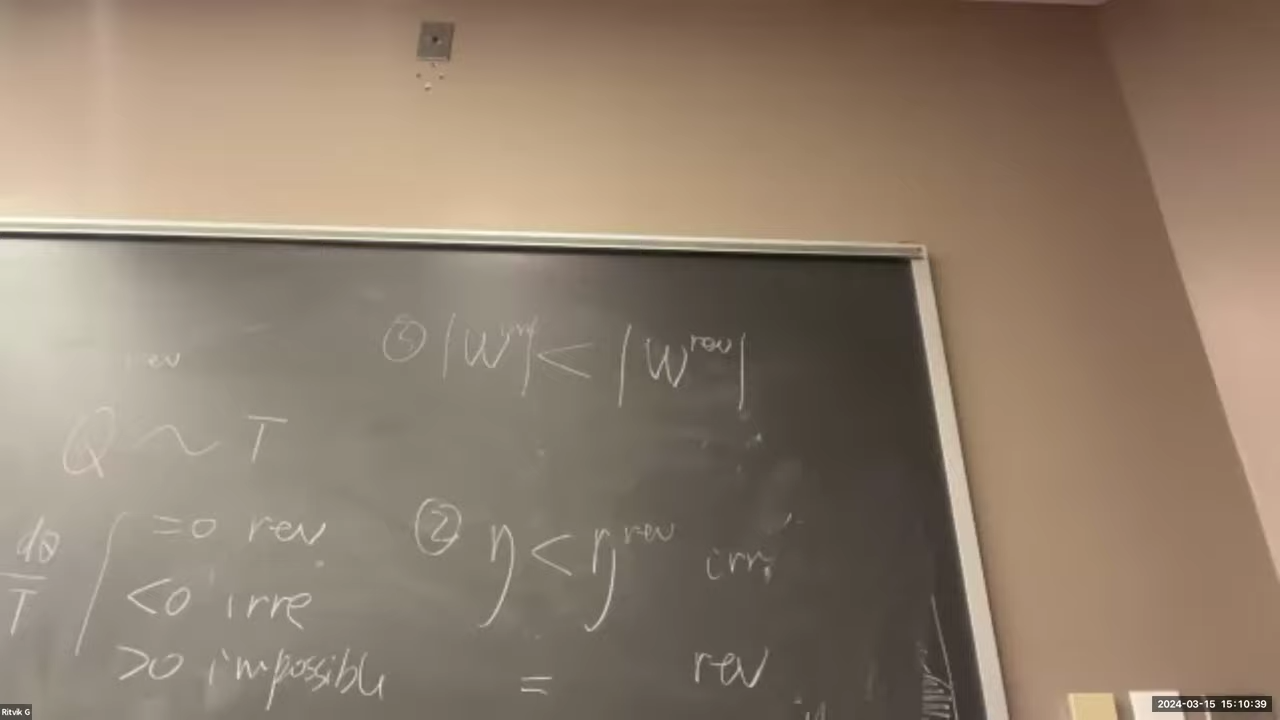 rev
Q ~ T
dQ/T { =0 rev
<0 irre
>0 impossible
③ |W^irr| < |W^rev|
② η < η^rev irr
= rev
Ritvik G
2024-03-15 15:10:39